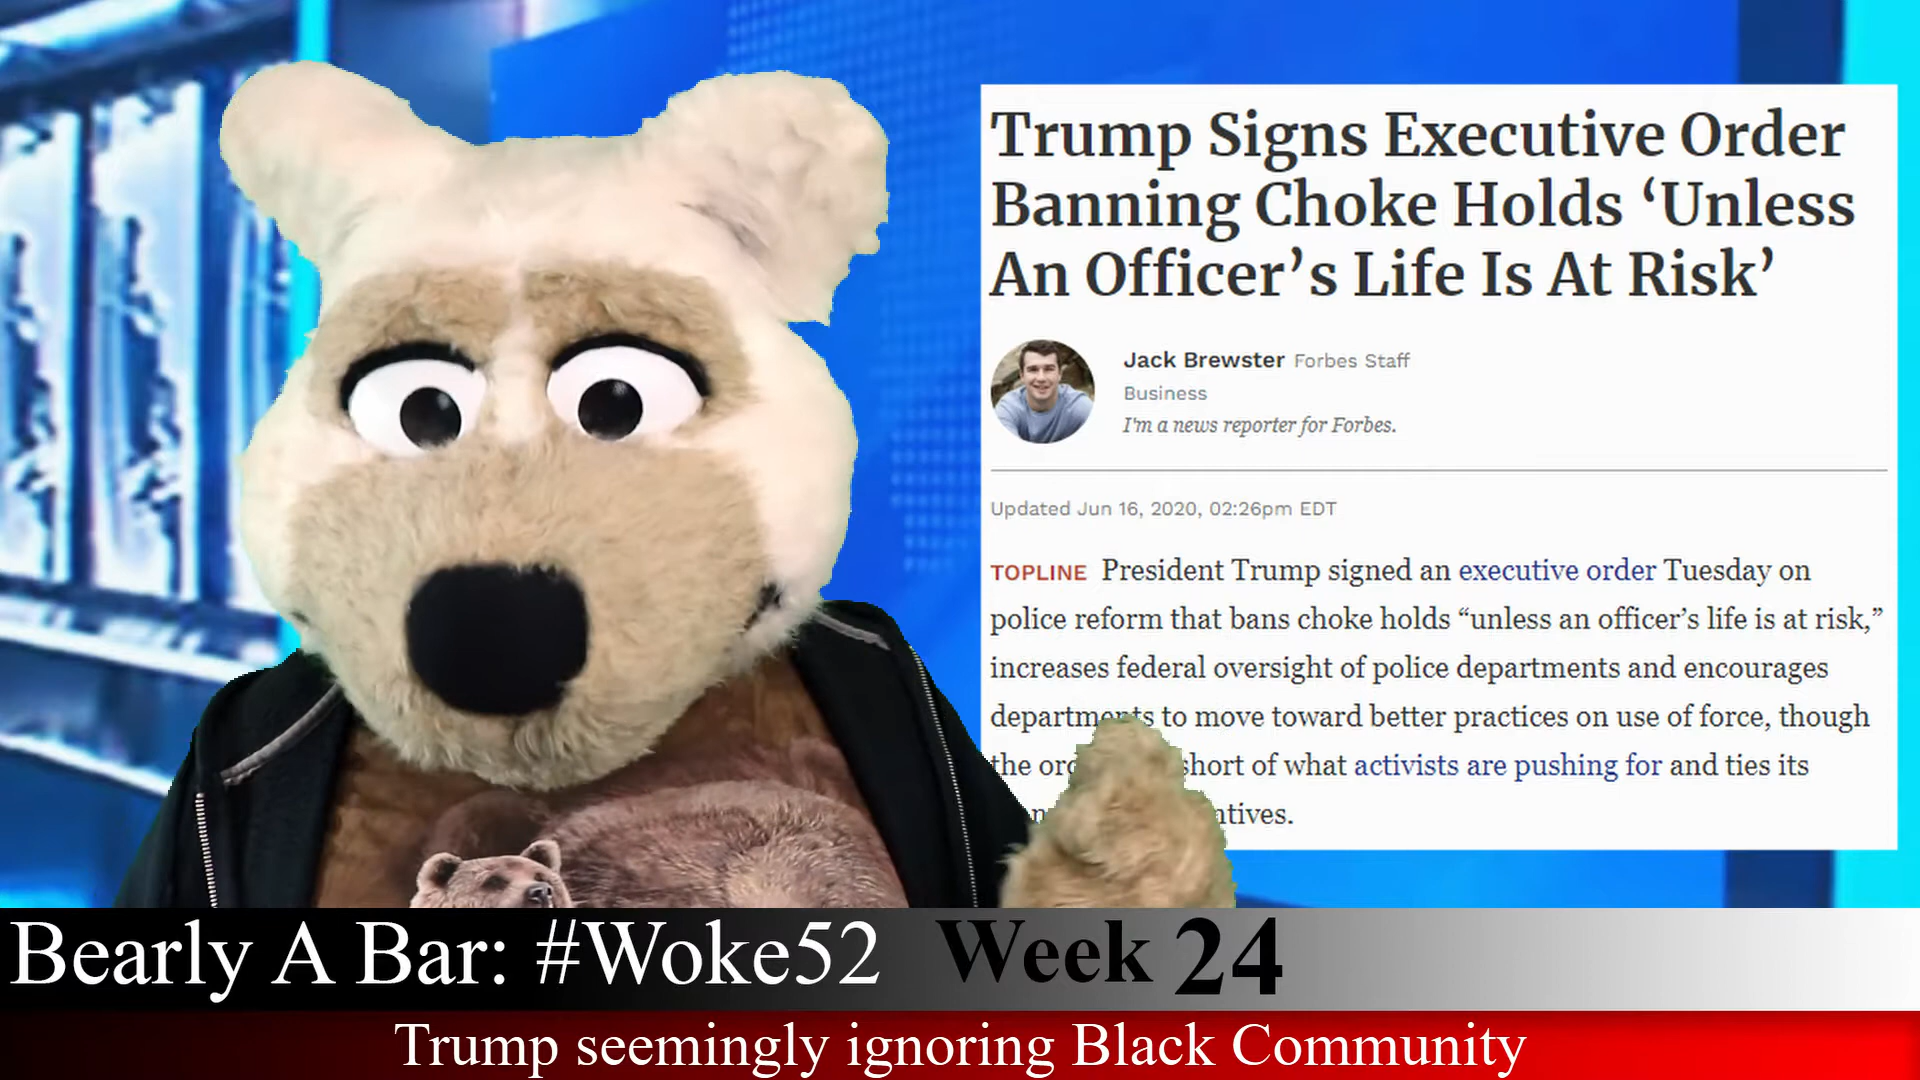 Trump Signs Executive Order
Banning Choke Holds ‘Unless
An Officer’s Life Is At Risk’
Jack Brewster Forbes Staff
Business
I'm a news reporter for Forbes.
Updated Jun 16, 2020, 02:26pm EDT
TOPLINE President Trump signed an executive order Tuesday on
police reform that bans choke holds “unless an officer’s life is at risk,”
increases federal oversight of police departments and encourages
departments to move toward better practices on use of force, though
the short of what activists are pushing for and ties its
Bearly A Bar: #Woke52 Week 24
Trump seemingly ignoring Black Community